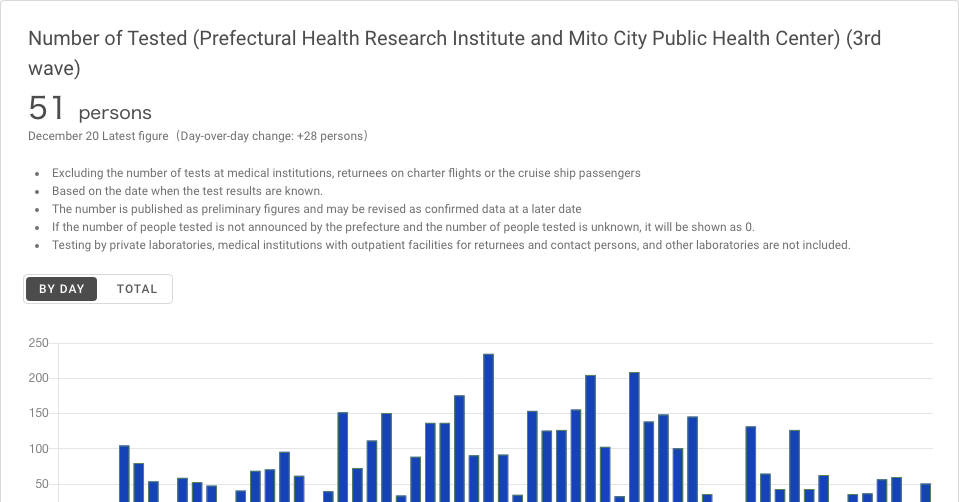 Number of Tested (Prefectural Health Research Institute and Mito City Public Health Center) (3rd
wave)
51 persons
December 20 Latest figure（Day-over-day change: +28 persons）
• Excluding the number of tests at medical institutions, returnees on charter flights or the cruise ship passengers
• Based on the date when the test results are known.
• The number is published as preliminary figures and may be revised as confirmed data at a later date
• If the number of people tested is not announced by the prefecture and the number of people tested is unknown, it will be shown as 0.
• Testing by private laboratories, medical institutions with outpatient facilities for returnees and contact persons, and other laboratories are not included.
BY DAY TOTAL
250
200
150
100
50